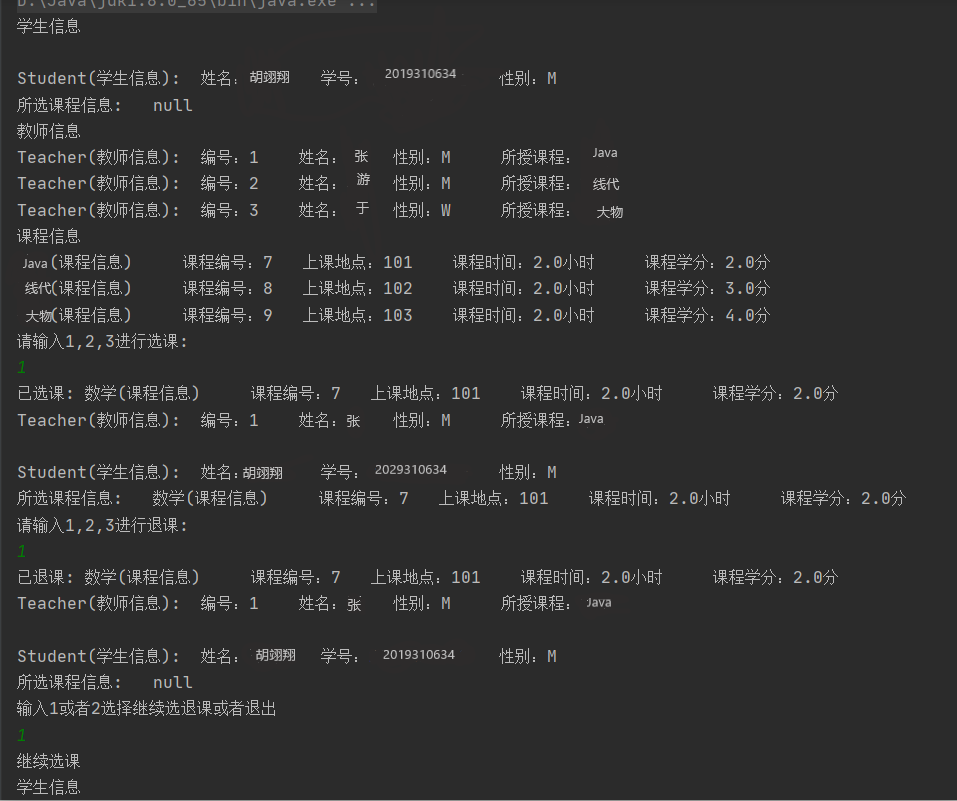 D:\Java\jdk1.8.0_65\bin\java.exe ...
学生信息
Student(学生信息): 姓名: 胡翊翔 学号: 2019310634 性别: M
所选课程信息: null
教师信息
Teacher(教师信息): 编号: 1 姓名: 张 性别: M 所授课程: Java
Teacher(教师信息): 编号: 2 姓名: 游 性别: M 所授课程: 线代
Teacher(教师信息): 编号: 3 姓名: 于 性别: W 所授课程: 大物
课程信息
Java(课程信息) 课程编号: 7 上课地点: 101 课程时间: 2.0小时 课程学分: 2.0分
线代(课程信息) 课程编号: 8 上课地点: 102 课程时间: 2.0小时 课程学分: 3.0分
大物(课程信息) 课程编号: 9 上课地点: 103 课程时间: 2.0小时 课程学分: 4.0分
请输入1,2,3进行选课:
1
已选课: 数学(课程信息) 课程编号: 7 上课地点: 101 课程时间: 2.0小时 课程学分: 2.0分
Teacher(教师信息): 编号: 1 姓名: 张 性别: M 所授课程: Java
Student(学生信息): 姓名: 胡翊翔 学号: 2029310634 性别: M
所选课程信息: 数学(课程信息) 课程编号: 7 上课地点: 101 课程时间: 2.0小时 课程学分: 2.0分
请输入1,2,3进行退课:
1
已退课: 数学(课程信息) 课程编号: 7 上课地点: 101 课程时间: 2.0小时 课程学分: 2.0分
Teacher(教师信息): 编号: 1 姓名: 张 性别: M 所授课程: Java
Student(学生信息): 姓名: 胡翊翔 学号: 2019310634 性别: M
所选课程信息: null
输入1或者2选择继续选退课或者退出
1
继续选课
学生信息